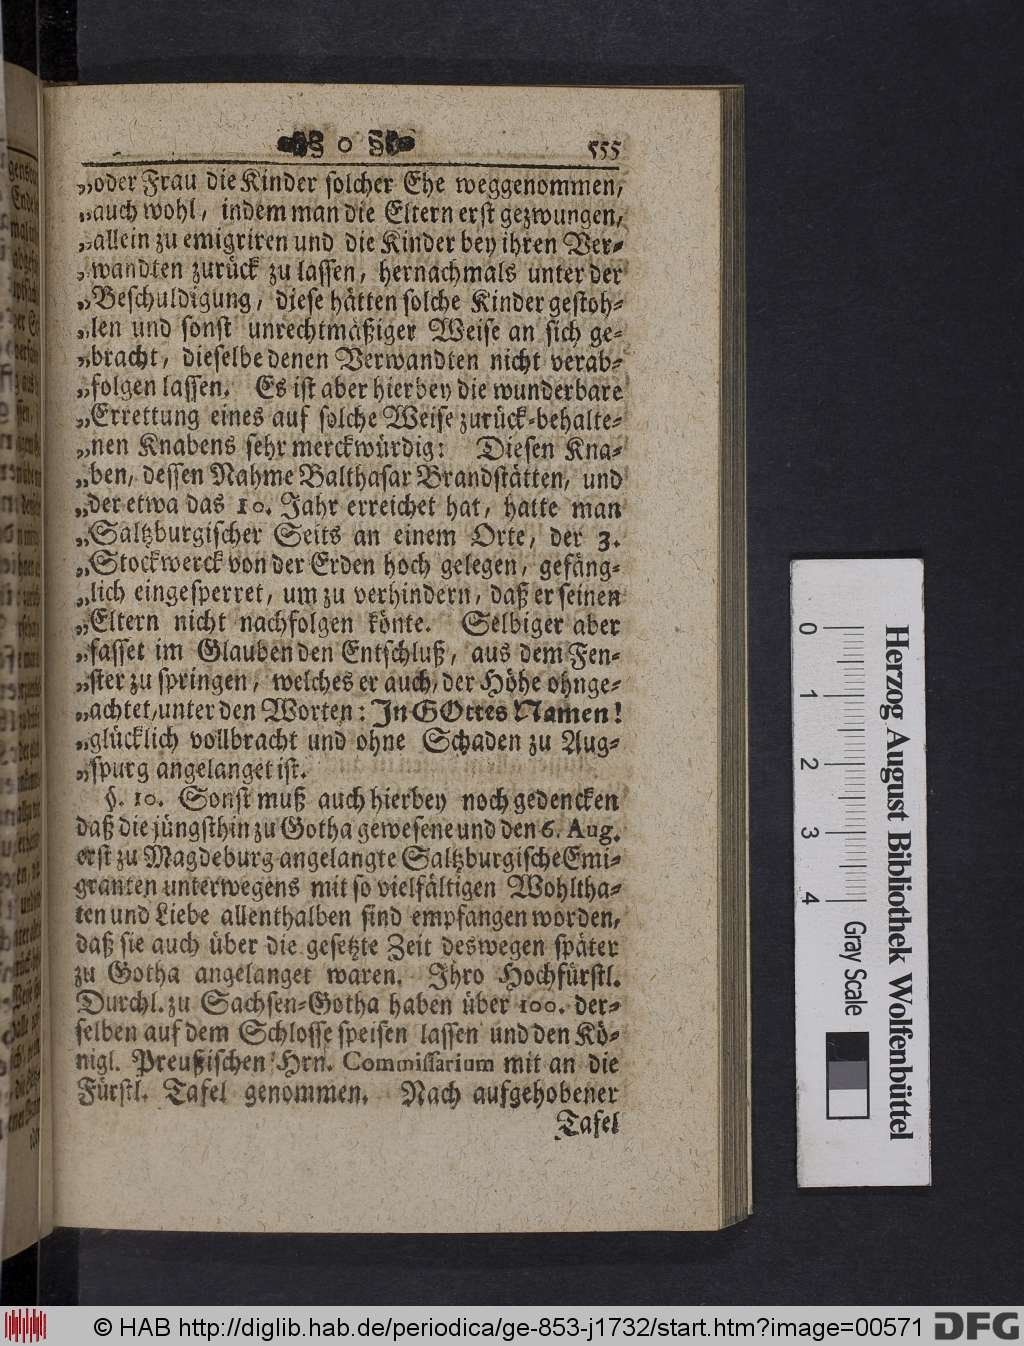 § o § 555
„oder Frau die Kinder solcher Ehe weggenommen,
„auch wohl, indem man die Eltern erst gezwungen,
„allein zu emigriren und die Kinder bey ihren Ver-
„wandten zurück zu lassen, hernachmals unter der
„Beschuldigung, diese hätten solche Kinder gestoh-
„len und sonst unrechtmäßiger Weise an sich ge-
„bracht, dieselbe denen Verwandten nicht verab-
„folgen lassen. Es ist aber hierbey die wunderbare
„Errettung eines auf solche Weise zurück-behalte-
„nen Knabens sehr merckwürdig: Diesen Kna-
„ben, dessen Nahme Balthasar Brandstätten, und
„der etwa das 10. Jahr erreichet hat, hatte man
„Saltzburgischer Seits an einem Orte, der 3.
„Stockwerck von der Erden hoch gelegen, gefäng-
„lich eingesperret, um zu verhindern, daß er seinen
„Eltern nicht nachfolgen könte. Selbiger aber
„fasset im Glauben den Entschluß, aus dem Fen-
„ster zu springen, welches er auch, der Höhe ohnge-
„achtet, unter den Worten: In GOttes Namen!
„glücklich vollbracht und ohne Schaden zu Aug-
„spurg angelanget ist.
§. 10. Sonst muß auch hierbey noch gedencken
daß die jüngsthin zu Gotha gewesene und den 6. Aug.
erst zu Magdeburg angelangte Saltzburgische Emi-
granten unterwegens mit so vielfältigen Wohltha-
ten und Liebe allenthalben sind empfangen worden,
daß sie auch über die gesetzte Zeit deswegen später
zu Gotha angelanget waren. Ihro Hochfürstl.
Durchl. zu Sachsen-Gotha haben über 100. der-
selben auf dem Schlosse speisen lassen und den Kö-
nigl. Preußischen Hrn. Commissarium mit an die
Fürstl. Tafel genommen. Nach aufgehobener
Tafel
0 1 2 3 4
Gray Scale
Herzog August Bibliothek Wolfenbüttel
© HAB http://diglib.hab.de/periodica/ge-853-j1732/start.htm?image=00571
DFG